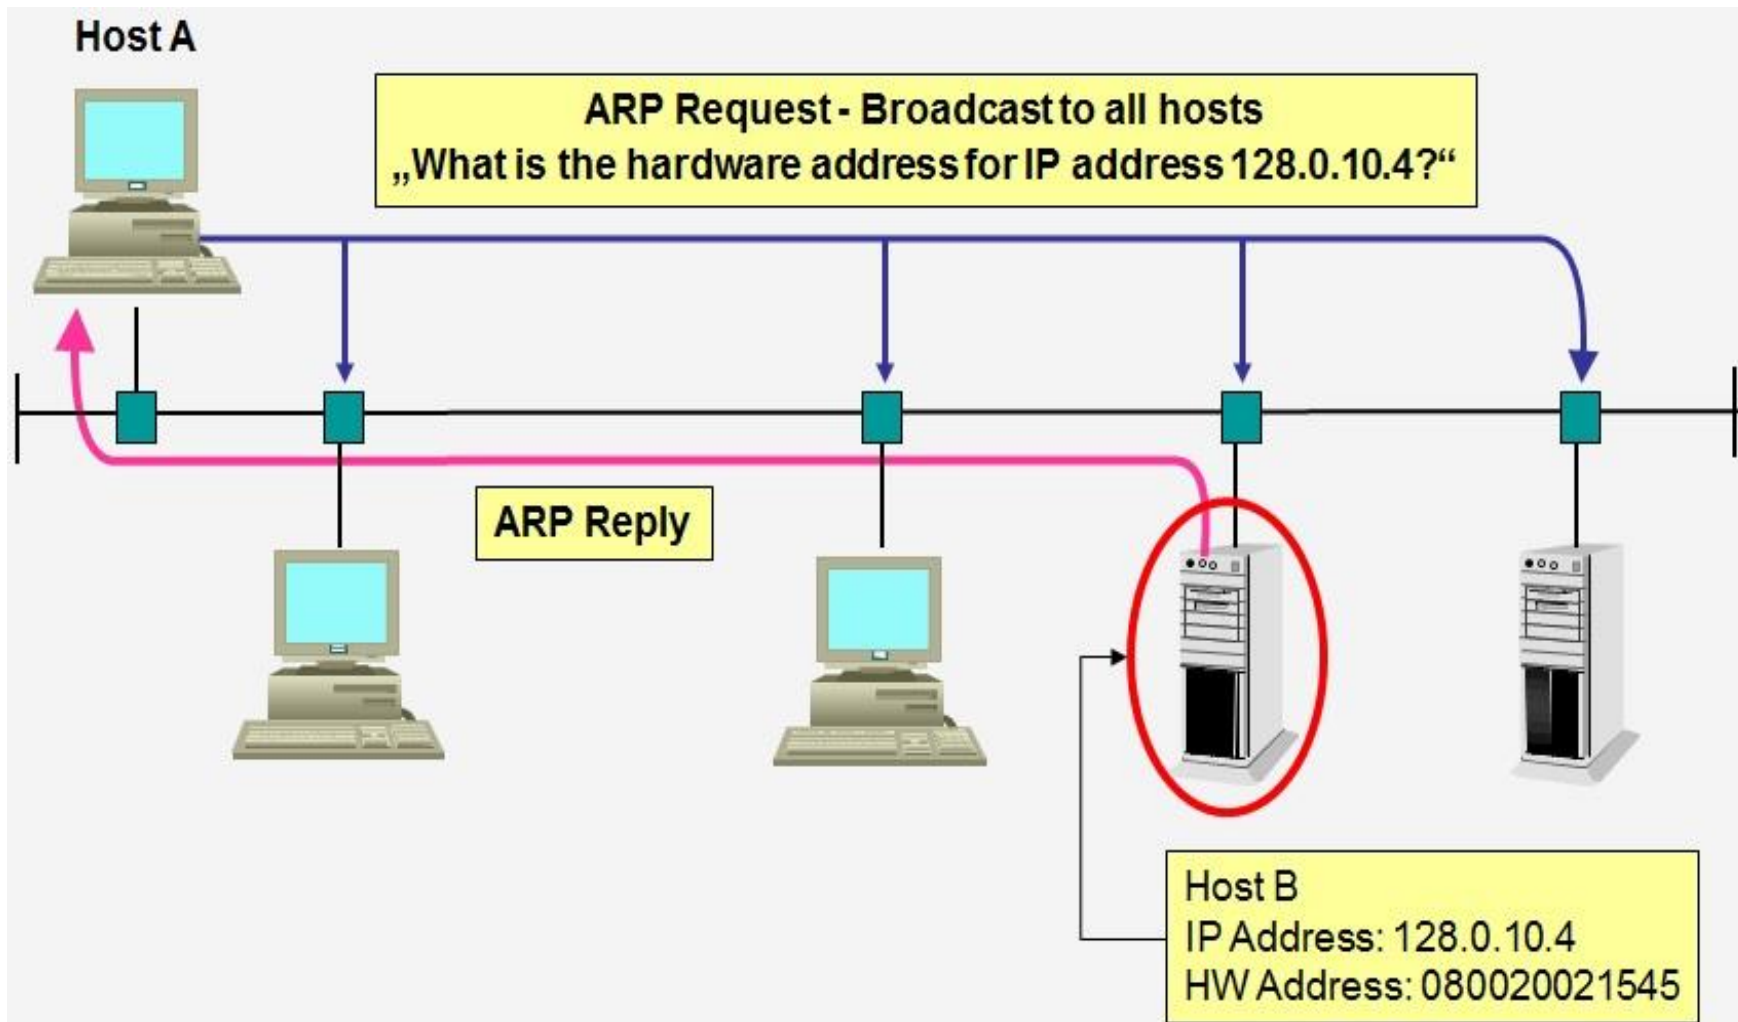 Host A
ARP Request - Broadcast to all hosts
„What is the hardware address for IP address 128.0.10.4?“
ARP Reply
Host B
IP Address: 128.0.10.4
HW Address: 080020021545